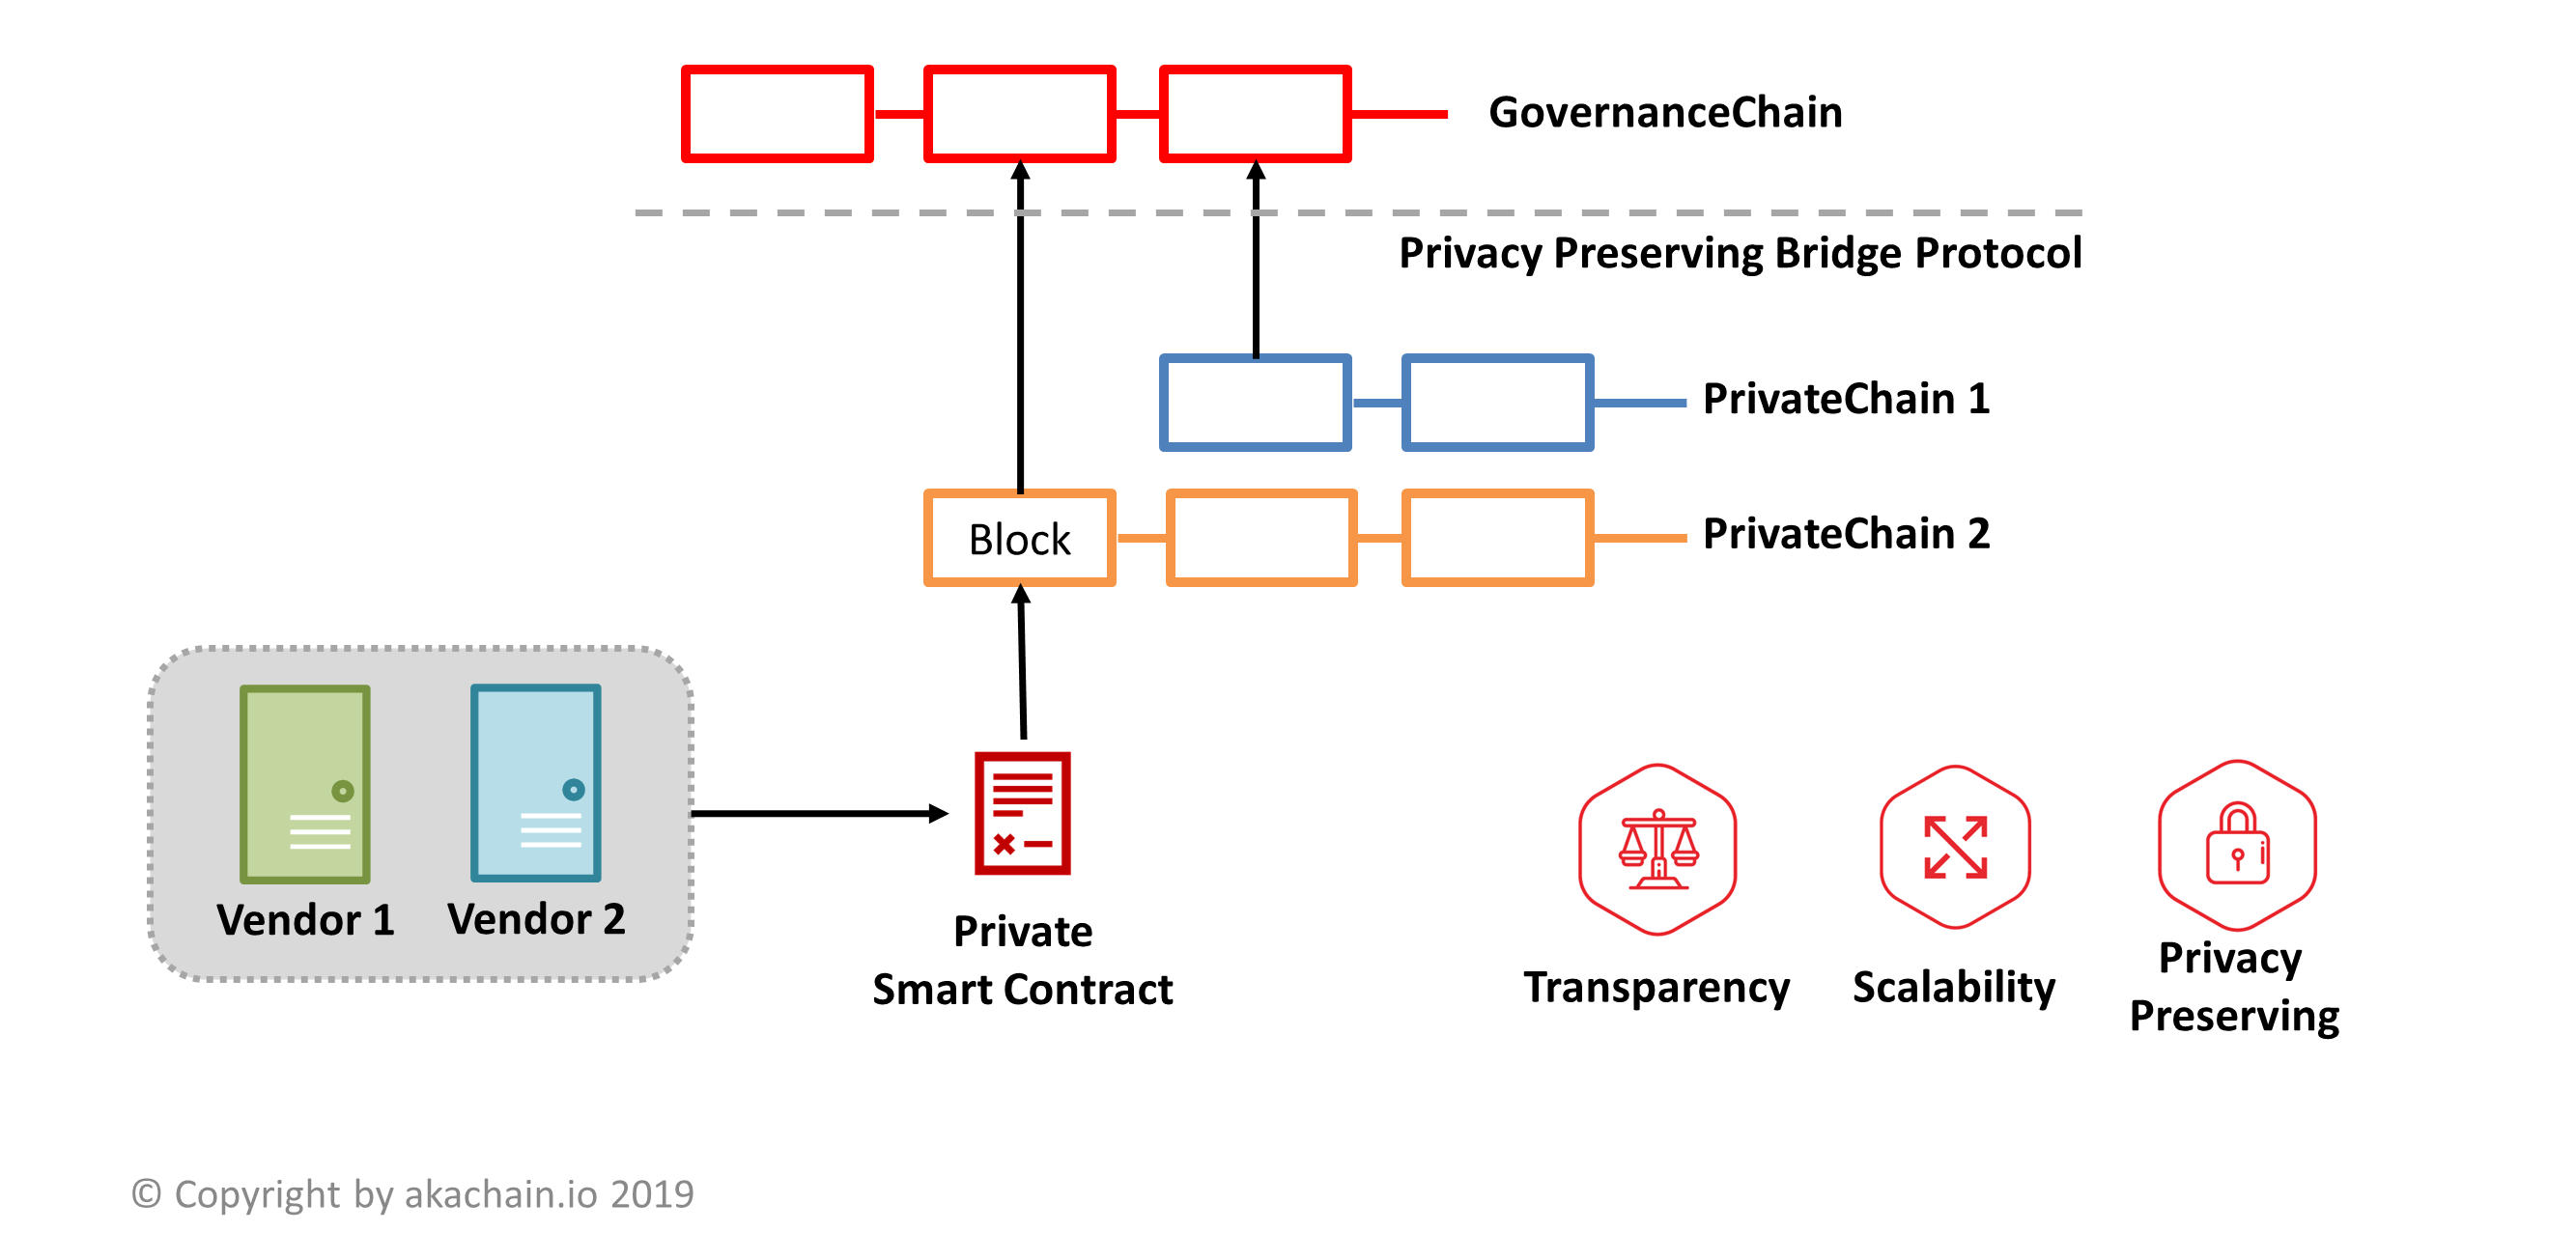 GovernanceChain
Privacy Preserving Bridge Protocol
PrivateChain 1
Block
PrivateChain 2
Vendor 1
Vendor 2
Private
Smart Contract
Transparency
Scalability
Privacy
Preserving
© Copyright by akachain.io 2019